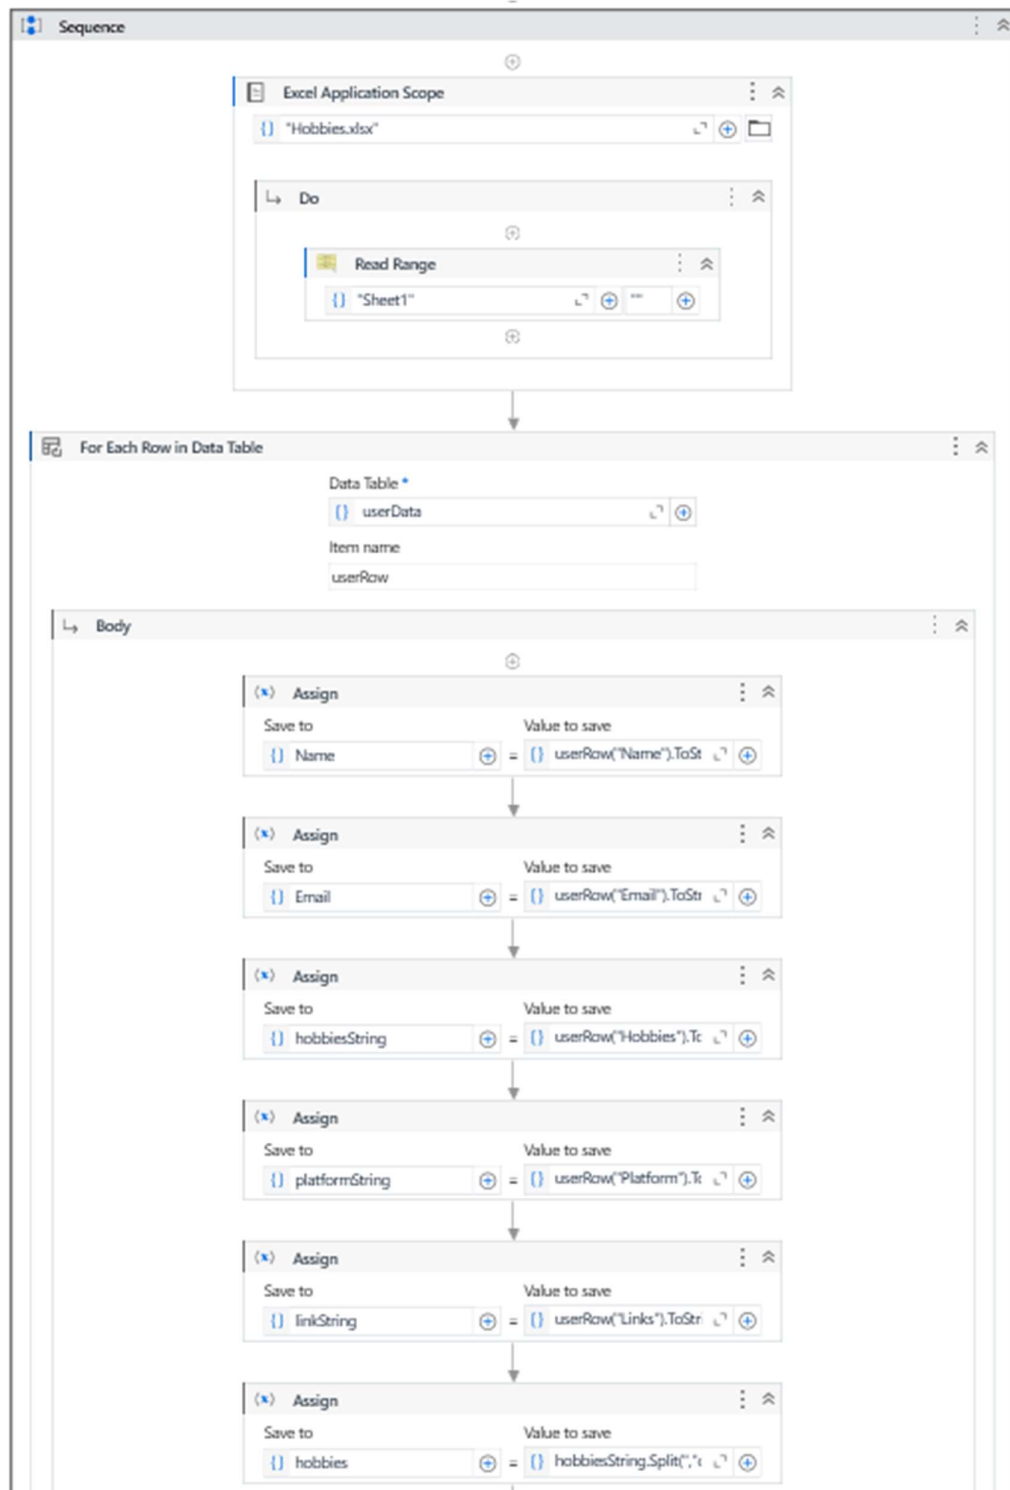 Sequence
Excel Application Scope
"Hobbies.xlsx"
Do
Read Range
"Sheet1" ""
For Each Row in Data Table
Data Table *
userData
Item name
userRow
Body
Assign
Save to Value to save
Name = userRow("Name").ToSt
Assign
Save to Value to save
Email = userRow("Email").ToStr
Assign
Save to Value to save
hobbiesString = userRow("Hobbies").Tc
Assign
Save to Value to save
platformString = userRow("Platform").Tc
Assign
Save to Value to save
linkString = userRow("Links").ToStri
Assign
Save to Value to save
hobbies = hobbiesString.Split(","c